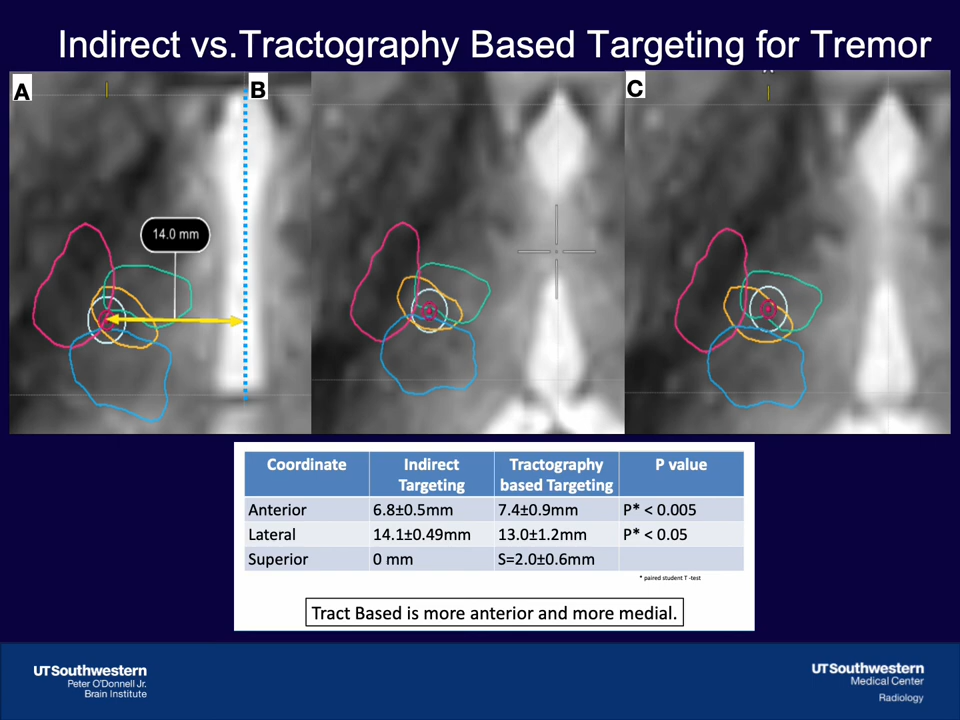 Indirect vs.Tractography Based Targeting for Tremor
A
B
C
14.0 mm
Coordinate Indirect Targeting Tractography based Targeting P value
Anterior 6.8±0.5mm 7.4±0.9mm P* < 0.005
Lateral 14.1±0.49mm 13.0±1.2mm P* < 0.05
Superior 0 mm S=2.0±0.6mm
* paired student T -test
Tract Based is more anterior and more medial.
UTSouthwestern
Peter O'Donnell Jr.
Brain Institute
UTSouthwestern
Medical Center
Radiology